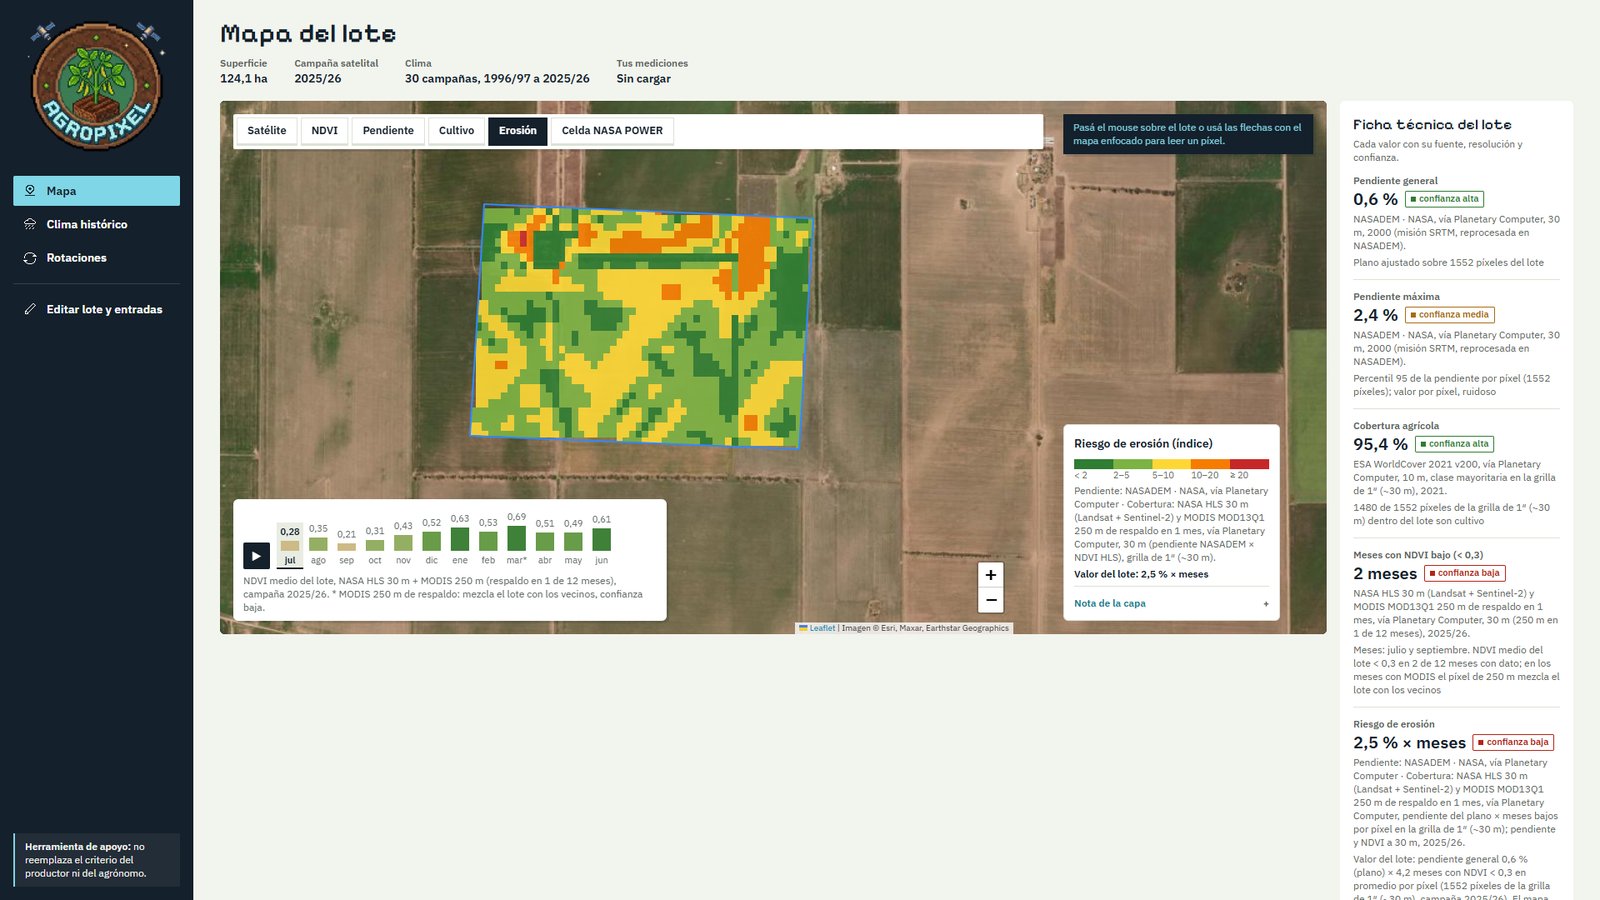 AGROPIXEL
Mapa
Clima histórico
Rotaciones
Editar lote y entradas
Herramienta de apoyo: no
reemplaza el criterio del
productor ni del agrónomo.
Mapa del lote
Superficie
124,1 ha
Campaña satelital
2025/26
Clima
30 campañas, 1996/97 a 2025/26
Tus mediciones
Sin cargar
Satélite
NDVI
Pendiente
Cultivo
Erosión
Celda NASA POWER
Pasá el mouse sobre el lote o usá las flechas con el
mapa enfocado para leer un píxel.
0,28 0,35 0,21 0,31 0,43 0,52 0,63 0,53 0,69 0,51 0,49 0,61
jul ago sep oct nov dic ene feb mar* abr may jun
NDVI medio del lote, NASA HLS 30 m + MODIS 250 m (respaldo en 1 de 12 meses),
campaña 2025/26. * MODIS 250 m de respaldo: mezcla el lote con los vecinos, confianza
baja.
+
−
Leaflet | Imagen © Esri, Maxar, Earthstar Geographics
Riesgo de erosión (índice)
< 2 2–5 5–10 10–20 ≥ 20
Pendiente: NASADEM · NASA, vía Planetary
Computer · Cobertura: NASA HLS 30 m
(Landsat + Sentinel-2) y MODIS MOD13Q1
250 m de respaldo en 1 mes, vía Planetary
Computer, 30 m (pendiente NASADEM ×
NDVI HLS), grilla de 1″ (~30 m).
Valor del lote: 2,5 % × meses
Nota de la capa +
Ficha técnica del lote
Cada valor con su fuente, resolución y
confianza.
Pendiente general
0,6 % confianza alta
NASADEM · NASA, vía Planetary Computer, 30
m, 2000 (misión SRTM, reprocesada en
NASADEM).
Plano ajustado sobre 1552 píxeles del lote
Pendiente máxima
2,4 % confianza media
NASADEM · NASA, vía Planetary Computer, 30
m, 2000 (misión SRTM, reprocesada en
NASADEM).
Percentil 95 de la pendiente por píxel (1552
píxeles); valor por píxel, ruidoso
Cobertura agrícola
95,4 % confianza alta
ESA WorldCover 2021 v200, vía Planetary
Computer, 10 m, clase mayoritaria en la grilla
de 1″ (~30 m), 2021.
1480 de 1552 píxeles de la grilla de 1″ (~30
m) dentro del lote son cultivo
Meses con NDVI bajo (< 0,3)
2 meses confianza baja
NASA HLS 30 m (Landsat + Sentinel-2) y
MODIS MOD13Q1 250 m de respaldo en 1
mes, vía Planetary Computer, 30 m (250 m en
1 de 12 meses), 2025/26.
Meses: julio y septiembre. NDVI medio del
lote < 0,3 en 2 de 12 meses con dato; en los
meses con MODIS el píxel de 250 m mezcla el
lote con los vecinos
Riesgo de erosión
2,5 % × meses confianza baja
Pendiente: NASADEM · NASA, vía Planetary
Computer · Cobertura: NASA HLS 30 m
(Landsat + Sentinel-2) y MODIS MOD13Q1
250 m de respaldo en 1 mes, vía Planetary
Computer, pendiente del plano × meses bajos
por píxel en la grilla de 1″ (~30 m); pendiente
y NDVI a 30 m, 2025/26.
Valor del lote: pendiente general 0,6 %
(plano) × 4,2 meses con NDVI < 0,3 en
promedio por píxel (1552 píxeles de la grilla
de 1″ (~30 m), campaña 2025/26). El mapa